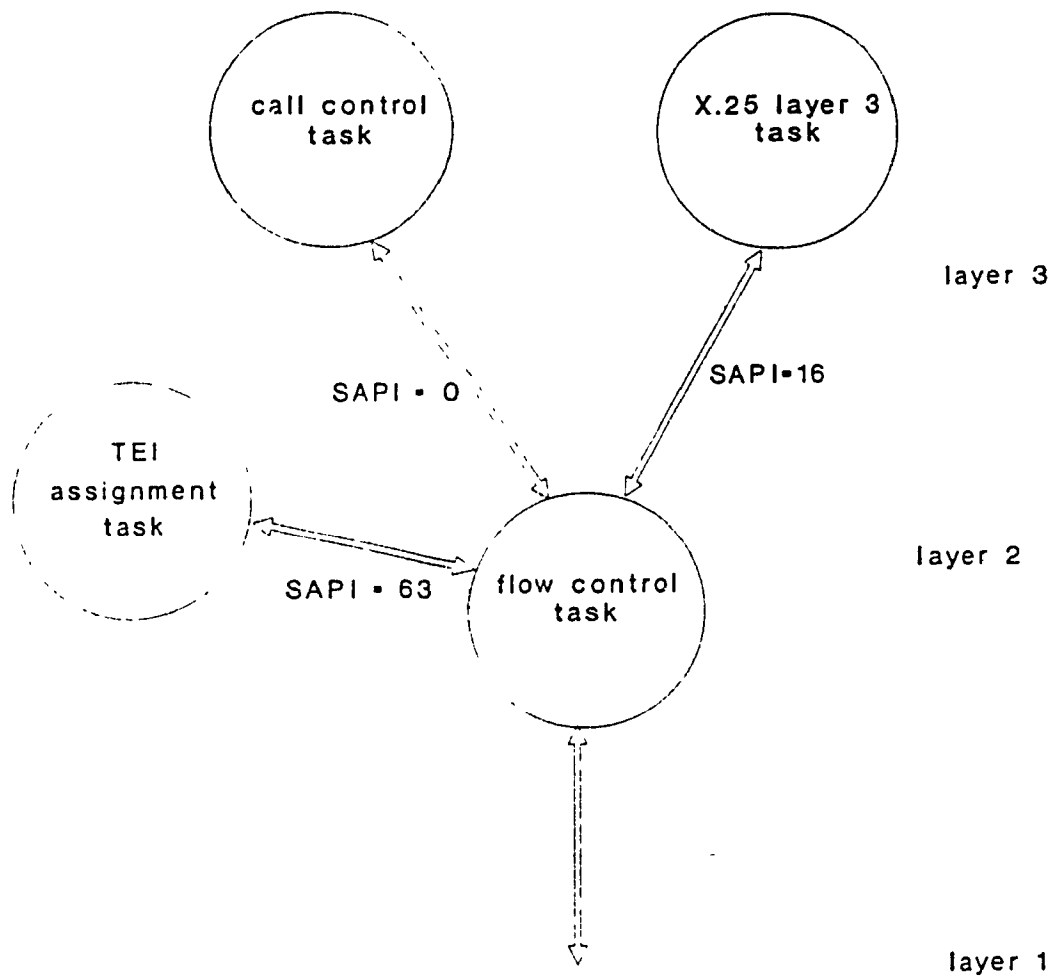 call control
task
X.25 layer 3
task
layer 3
SAPI = 0
SAPI=16
TEI
assignment
task
layer 2
SAPI = 63
flow control
task
layer 1